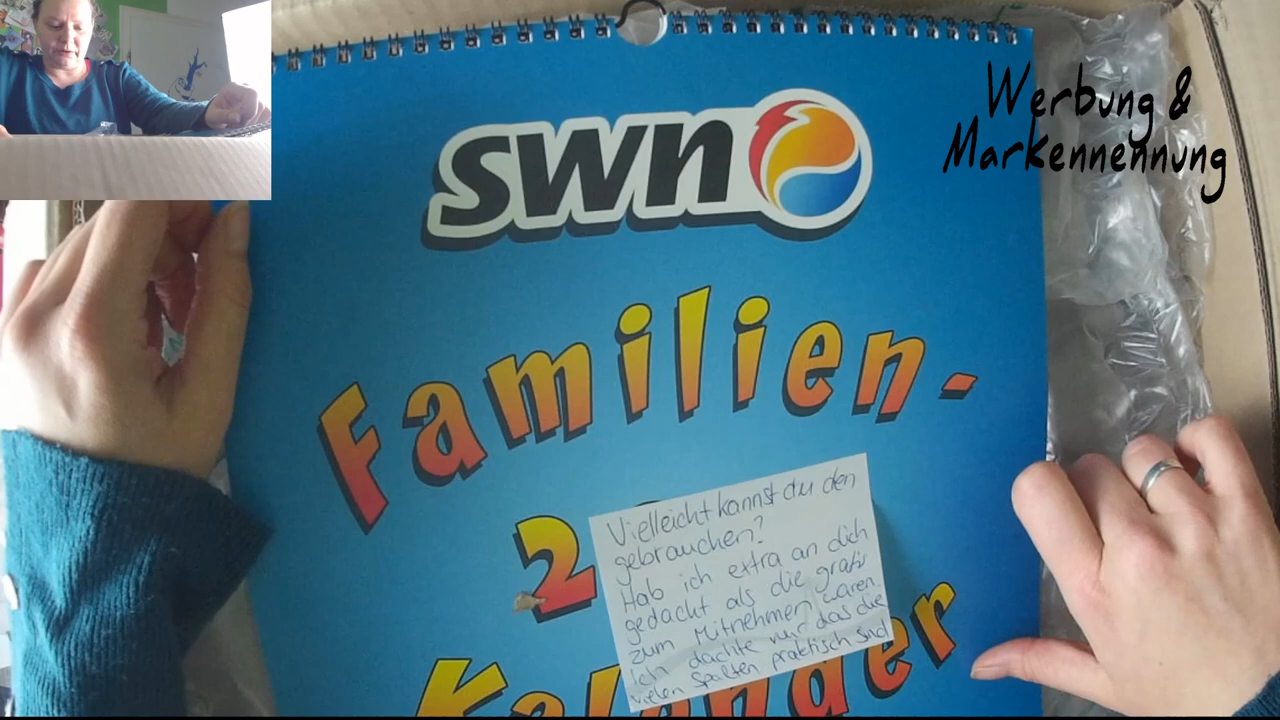 Werbung &
Markennennung
swn
Familien-
2
Kalender
Vielleicht kannst du den
gebrauchen?
Hab ich extra an dich
gedacht als die gratis
zum Mitnehmen waren.
Ich dachte mir das die
vielen Spalten praktisch sind